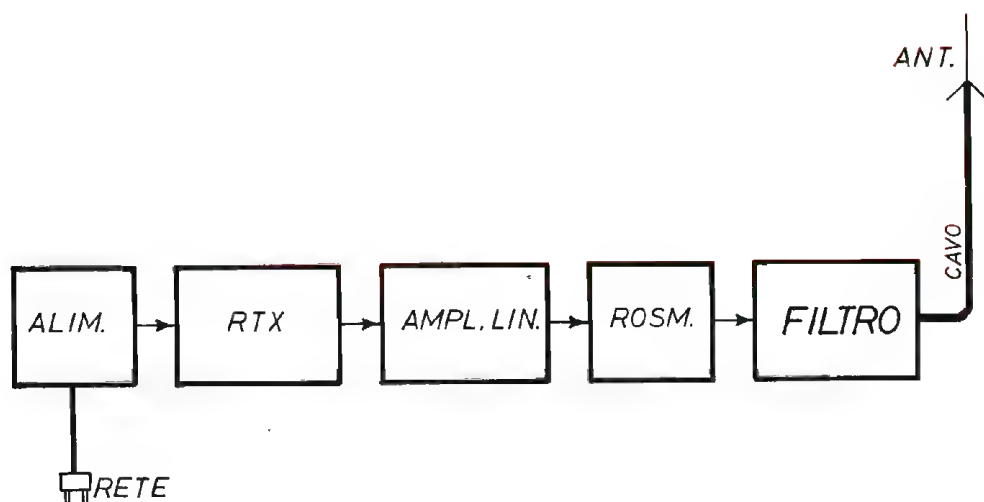 ANT.
CAVO
ALIM.
RTX
AMPL. LIN.
ROSM.
FILTRO
RETE